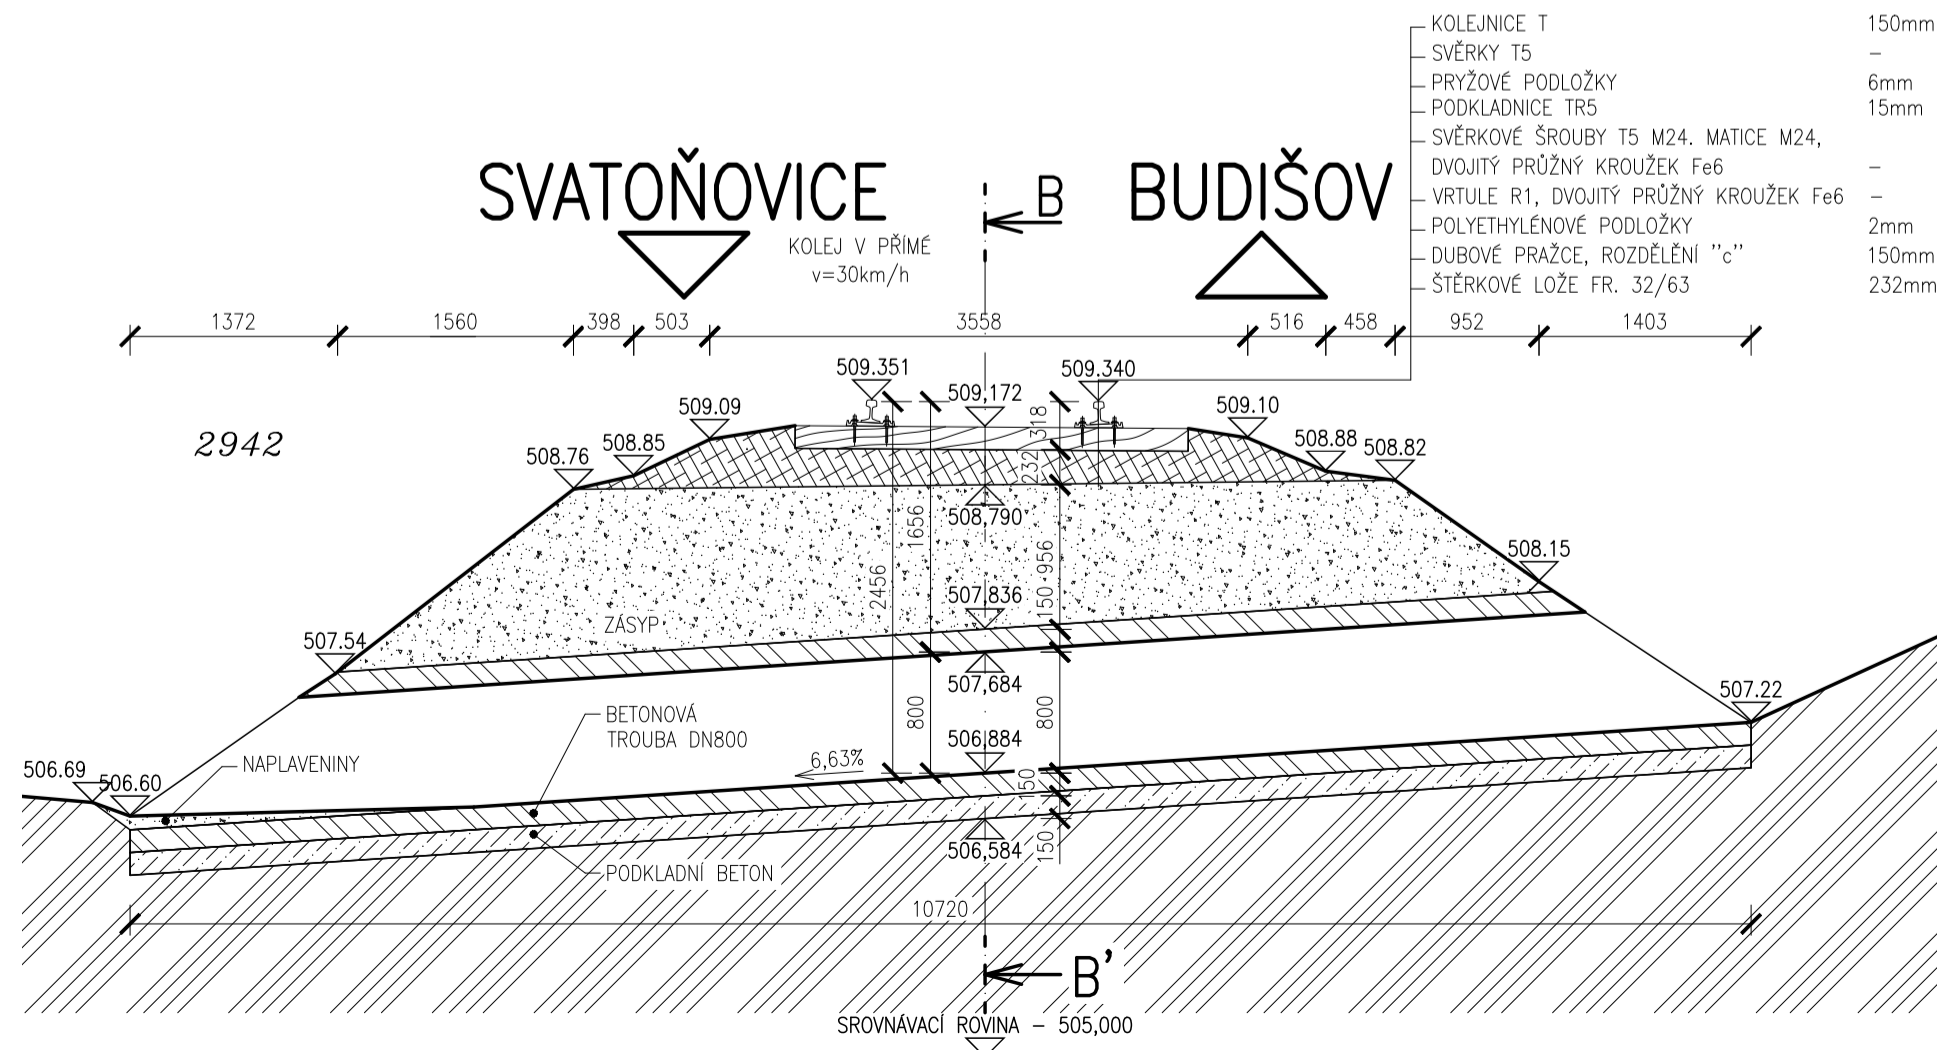 KOLEJNICE T 150mm
SVĚRKY T5 –
PRYŽOVÉ PODLOŽKY 6mm
PODKLADNICE TR5 15mm
SVĚRKOVÉ ŠROUBY T5 M24. MATICE M24,
DVOJITÝ PRŮŽNÝ KROUŽEK Fe6 –
VRTULE R1, DVOJITÝ PRŮŽNÝ KROUŽEK Fe6 –
POLYETHYLÉNOVÉ PODLOŽKY 2mm
DUBOVÉ PRAŽCE, ROZDĚLENÍ ’’c’’ 150mm
ŠTĚRKOVÉ LOŽE FR. 32/63 232mm
SVATOŇOVICE
B
BUDIŠOV
KOLEJ V PŘÍMÉ
v=30km/h
1372 1560 398 503 3558 516 458 952 1403
509.351 509,172 509.340
509.09 509.10
318
2942
508.76 508.85 508.88 508.82
232
508,790
1656
2456
956
150
507,836
508.15
ZÁSYP
507.54
507,684
507.22
BETONOVÁ
TROUBA DN800
800
800
506,884
6,63%
NAPLAVENINY
506.69 506.60
150
150
506,584
PODKLADNÍ BETON
10720
B’
SROVNÁVACÍ ROVINA – 505,000